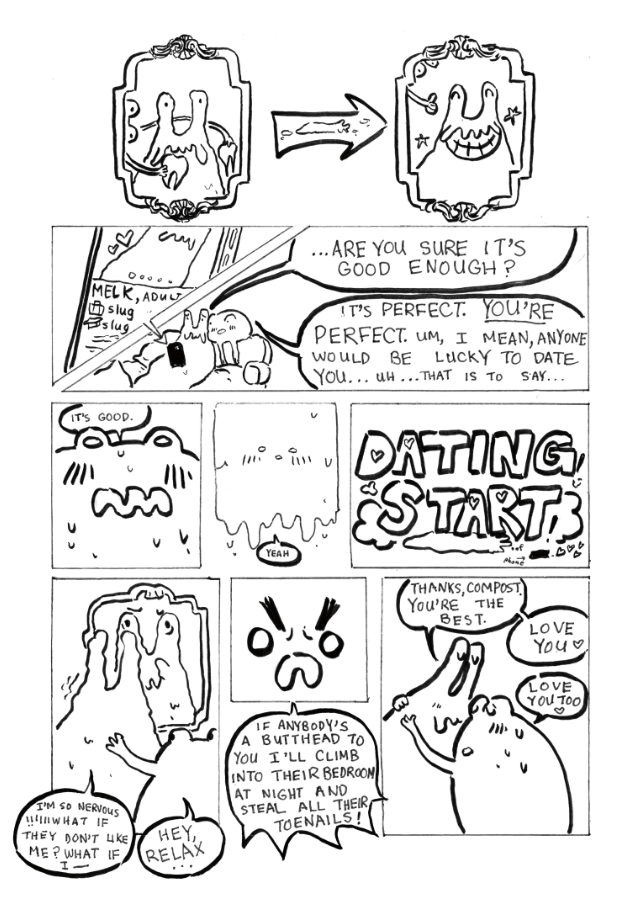 ...ARE YOU SURE IT'S
GOOD ENOUGH?
MELK, ADUL
slug
slug
IT'S PERFECT. YOU'RE
PERFECT. UM, I MEAN, ANYONE
WOULD BE LUCKY TO DATE
YOU... UH ...THAT IS TO SAY...
IT'S GOOD.
YEAH
DATING
START!
THANKS, COMPOST.
YOU'RE THE
BEST.
LOVE
YOU
LOVE
YOU TOO
I'M SO NERVOUS
!!!!!!WHAT IF
THEY DON'T LIKE
ME? WHAT IF
I—
HEY,
RELAX
...
IF ANYBODY'S
A BUTTHEAD TO
YOU I'LL CLIMB
INTO THEIR BEDROOM
AT NIGHT AND
STEAL ALL THEIR
TOENAILS!